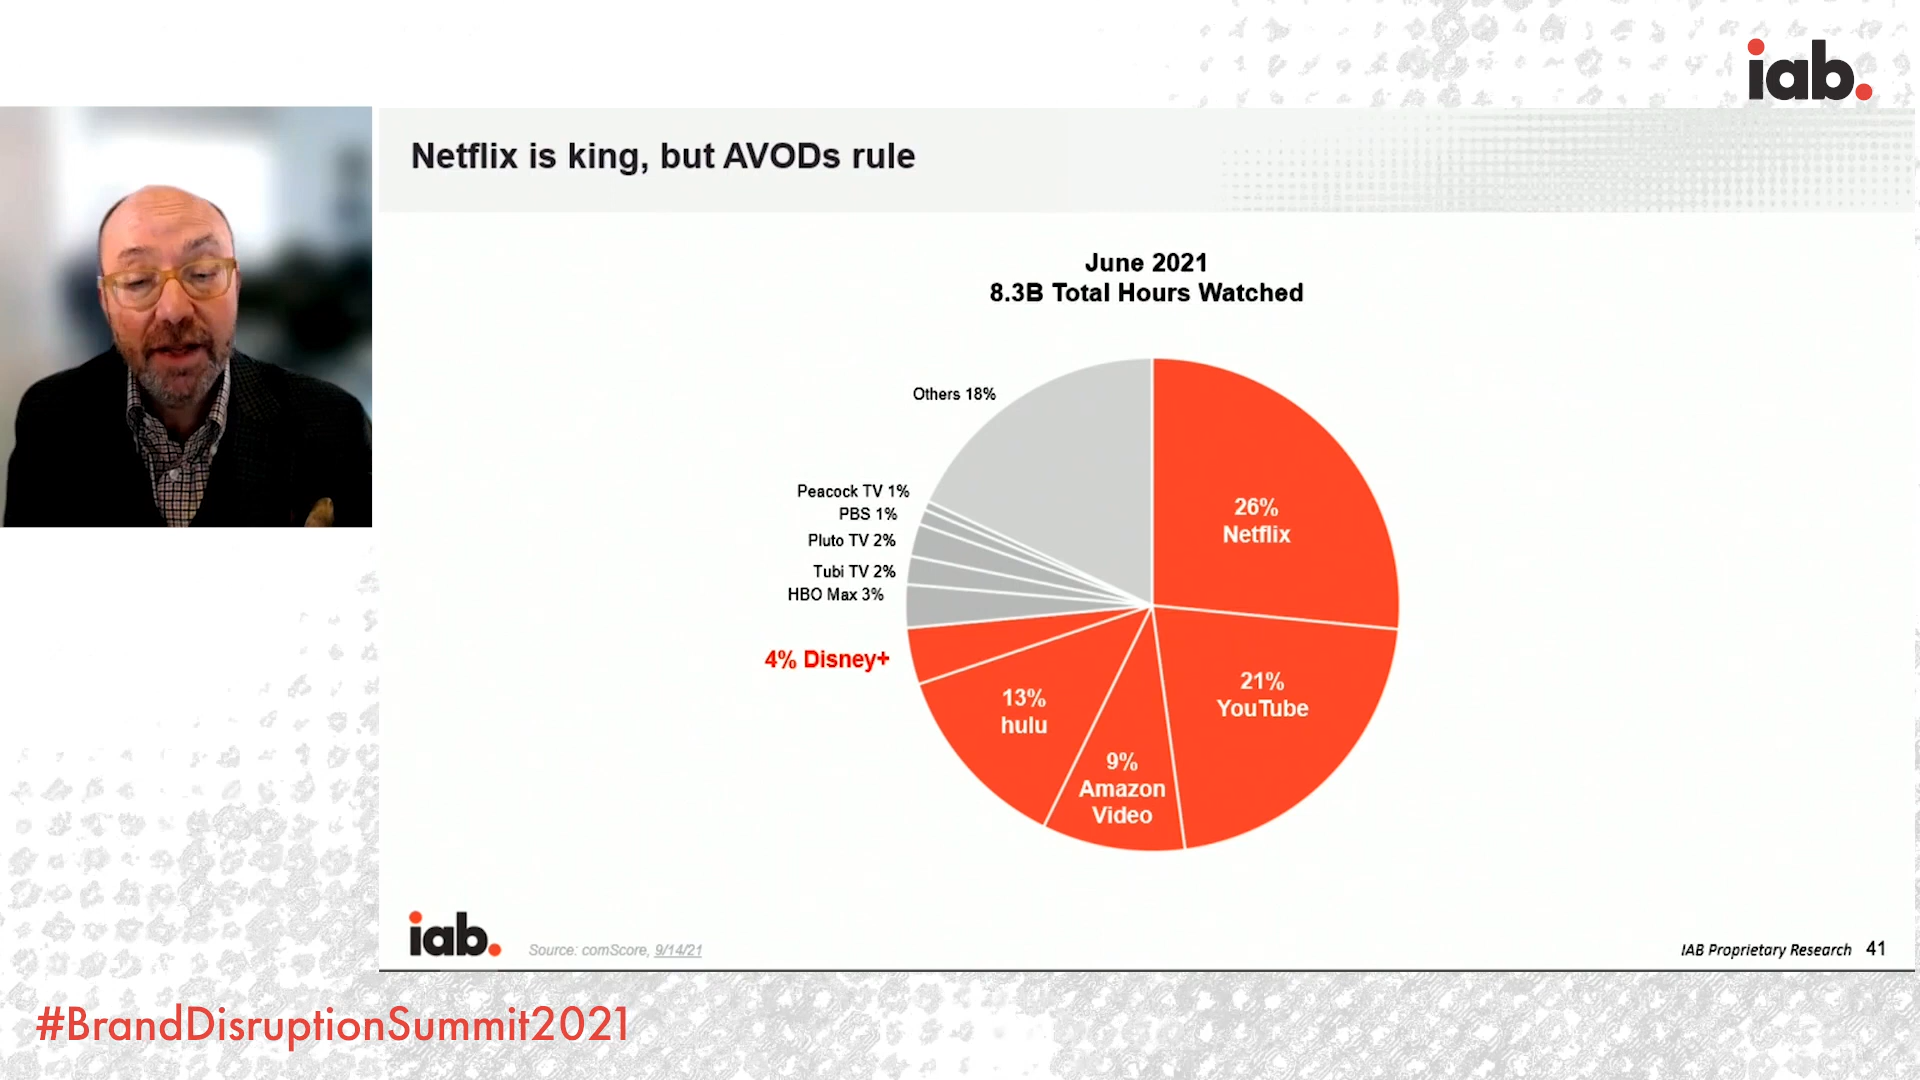 iab.
Netflix is king, but AVODs rule
June 2021
8.3B Total Hours Watched
Others 18%
Peacock TV 1%
PBS 1%
Pluto TV 2%
Tubi TV 2%
HBO Max 3%
4% Disney+
13%
hulu
9%
Amazon
Video
26%
Netflix
21%
YouTube
iab.
Source: comScore, 9/14/21
IAB Proprietary Research 41
#BrandDisruptionSummit2021